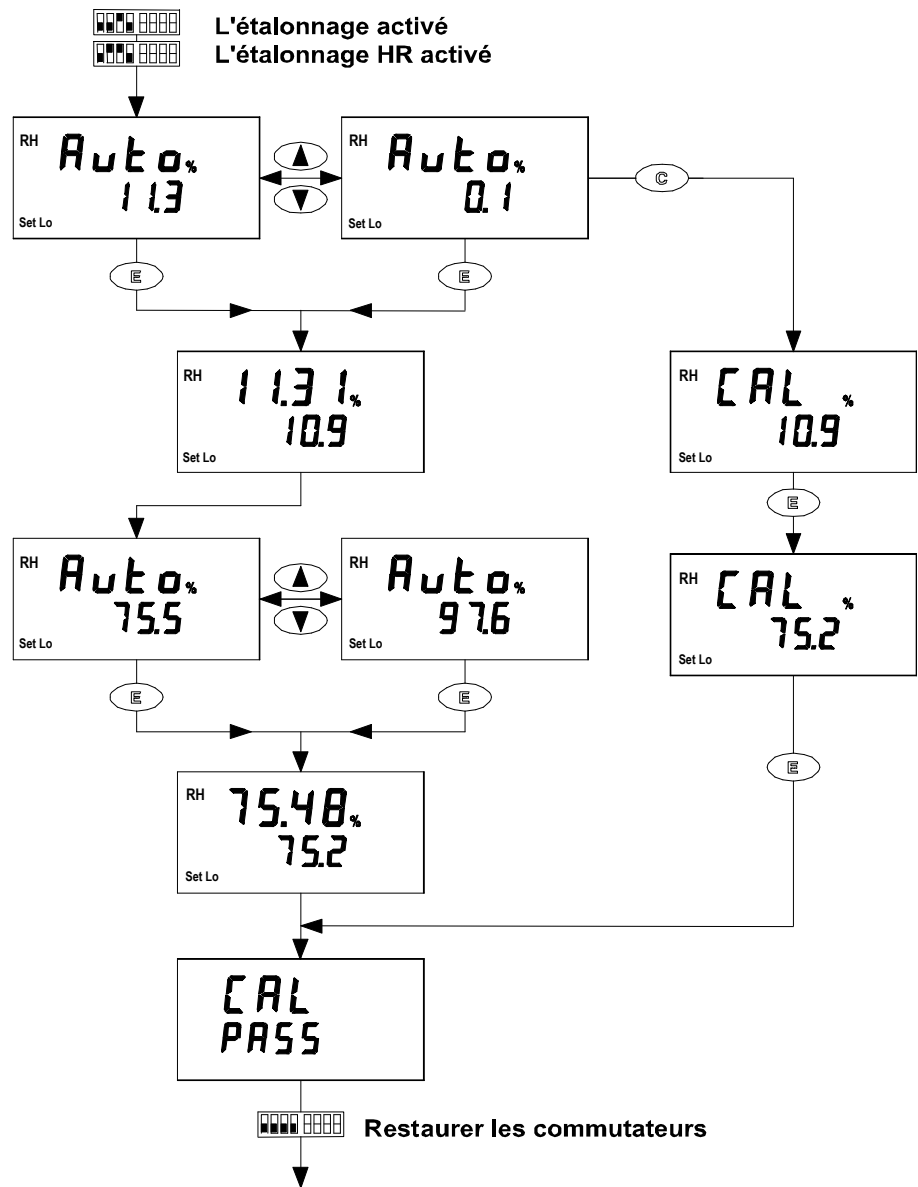 L'étalonnage activé
L'étalonnage HR activé
RH
Auto%
11.3
Set Lo
RH
Auto%
0.1
Set Lo
C
E
E
RH
11.31%
10.9
Set Lo
RH
CAL %
10.9
Set Lo
E
RH
Auto%
75.5
Set Lo
RH
Auto%
97.6
Set Lo
RH
CAL %
75.2
Set Lo
E
E
E
RH
75.48%
75.2
Set Lo
CAL
PASS
Restaurer les commutateurs